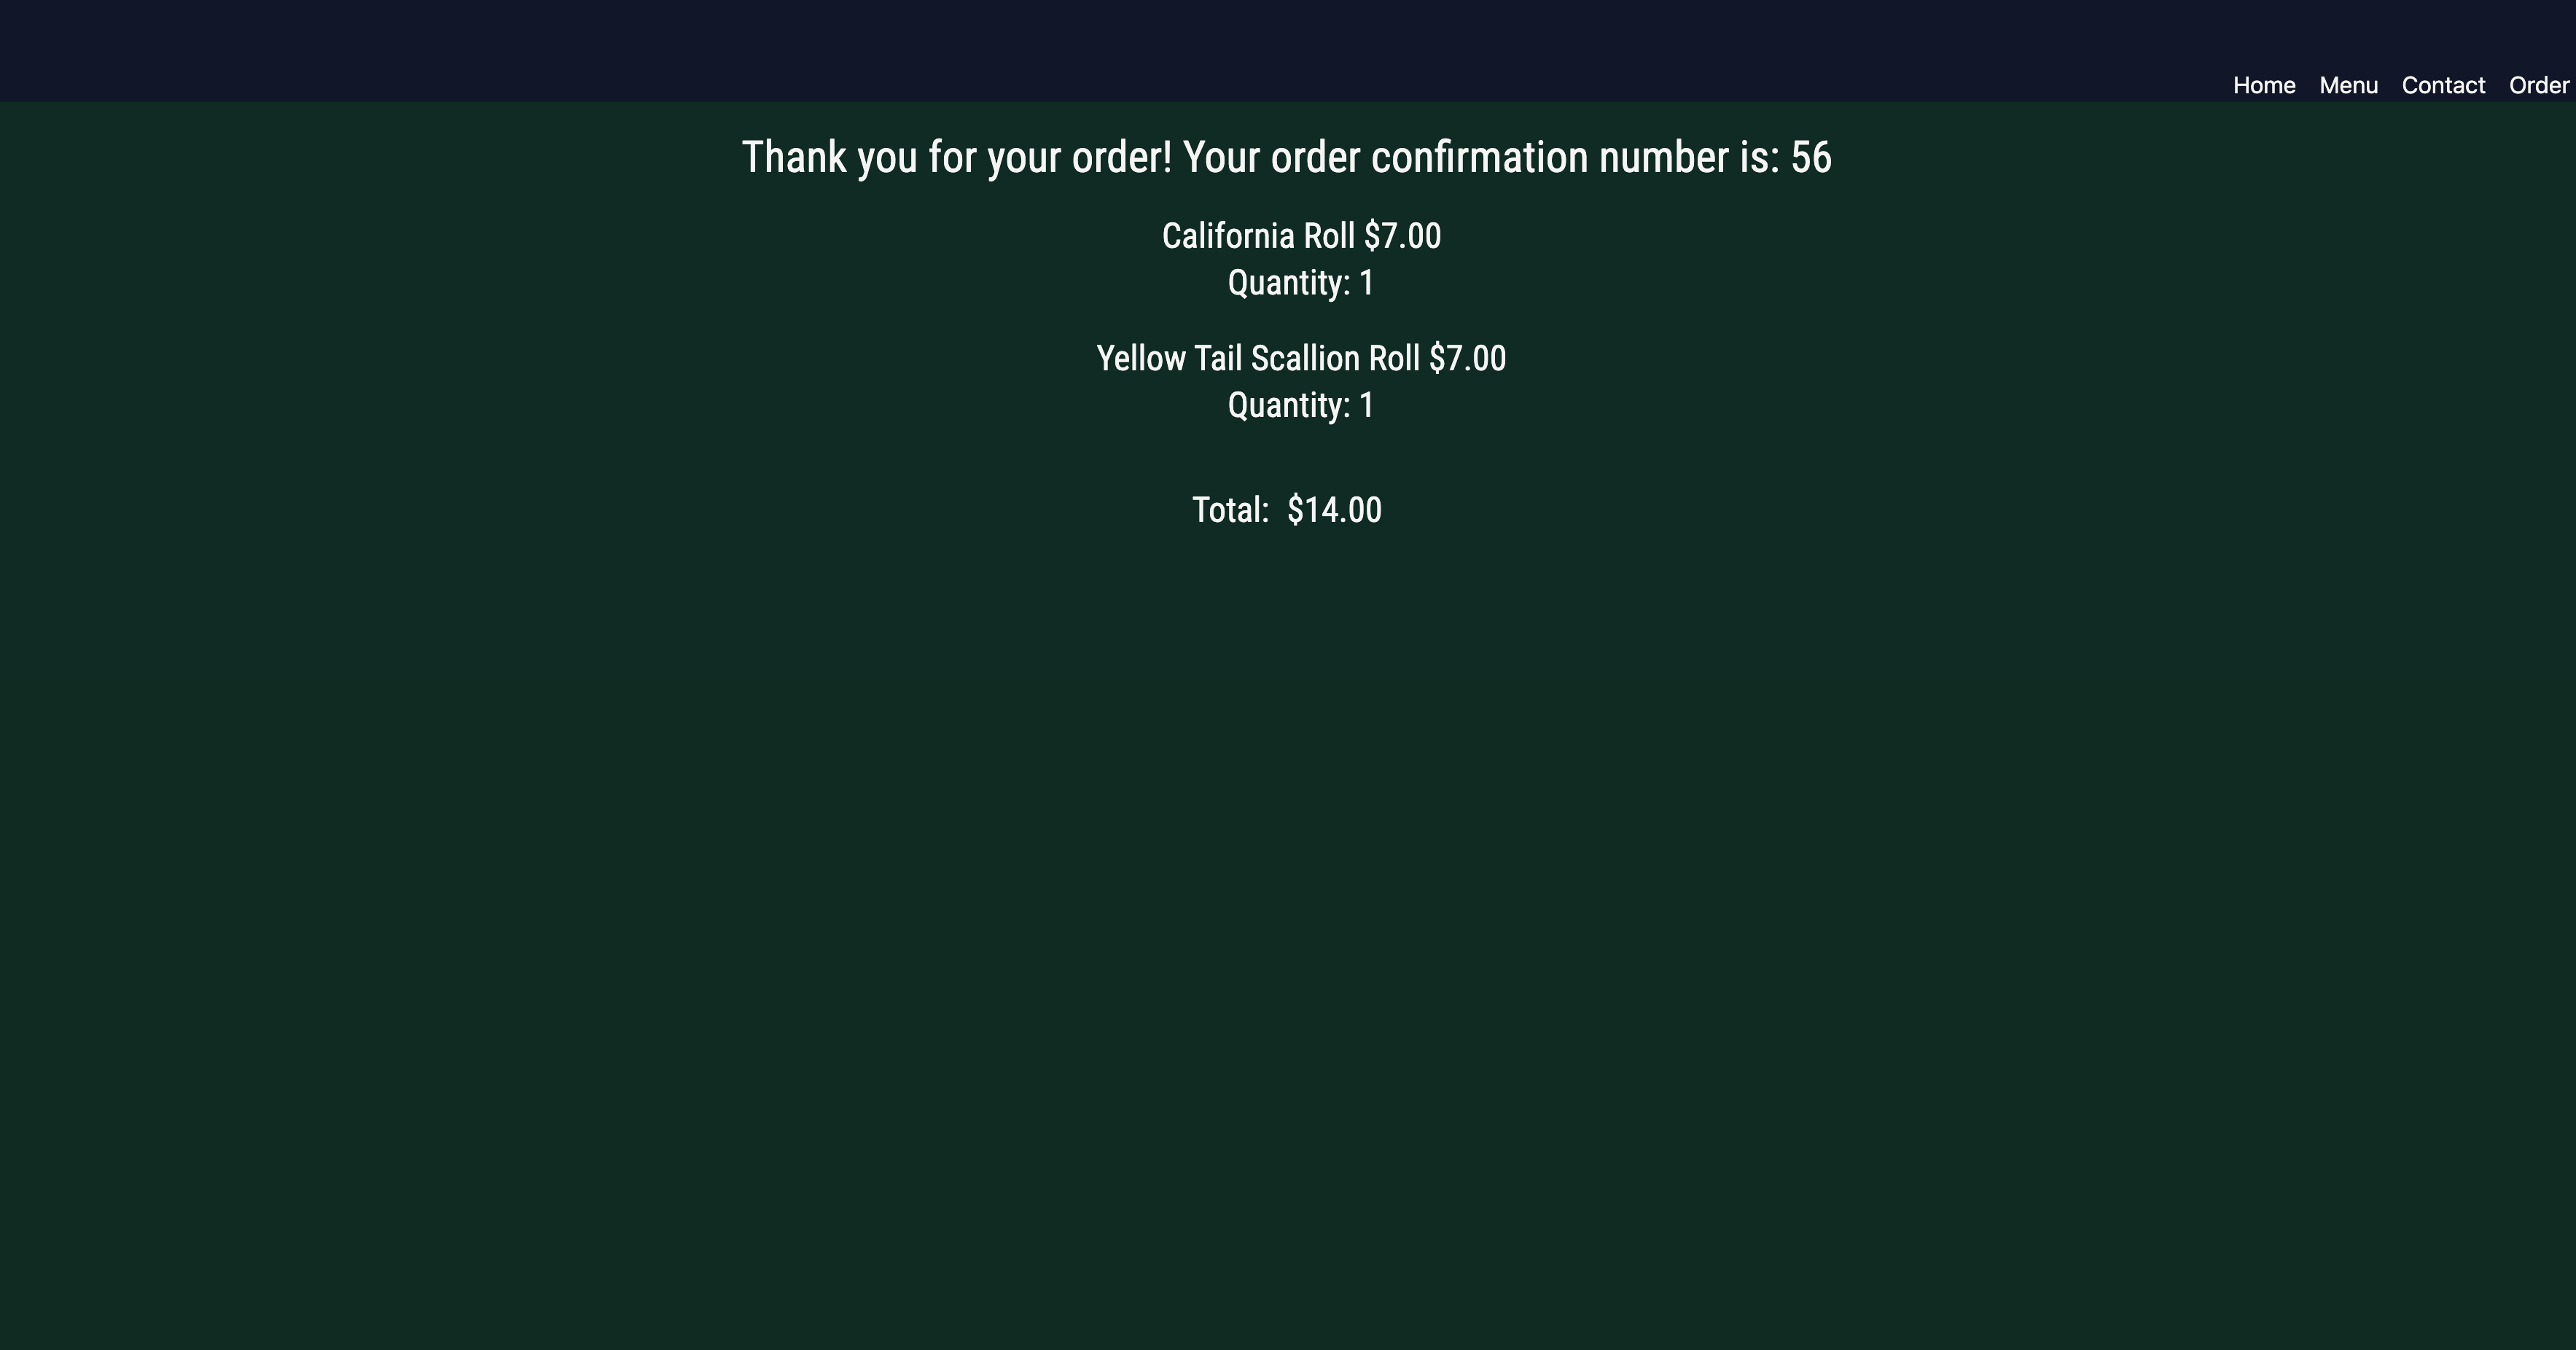 Home Menu Contact Order
Thank you for your order! Your order confirmation number is: 56
California Roll $7.00
Quantity: 1
Yellow Tail Scallion Roll $7.00
Quantity: 1
Total: $14.00